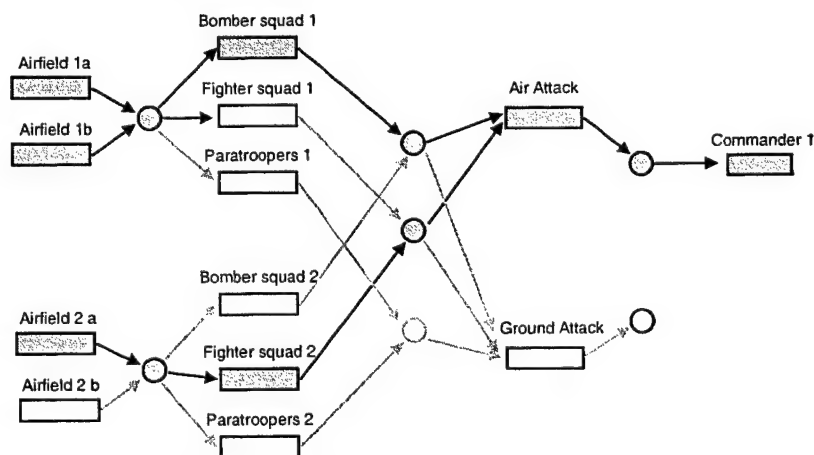 Bomber squad 1
Airfield 1a
Fighter squad 1
Air Attack
Airfield 1b
Commander 1
Paratroopers 1
Bomber squad 2
Airfield 2 a
Ground Attack
Fighter squad 2
Airfield 2 b
Paratroopers 2